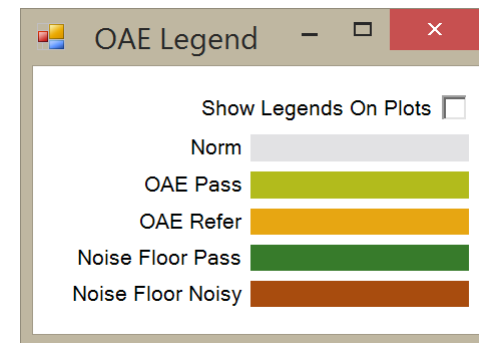 OAE Legend
Show Legends On Plots
Norm
OAE Pass
OAE Refer
Noise Floor Pass
Noise Floor Noisy